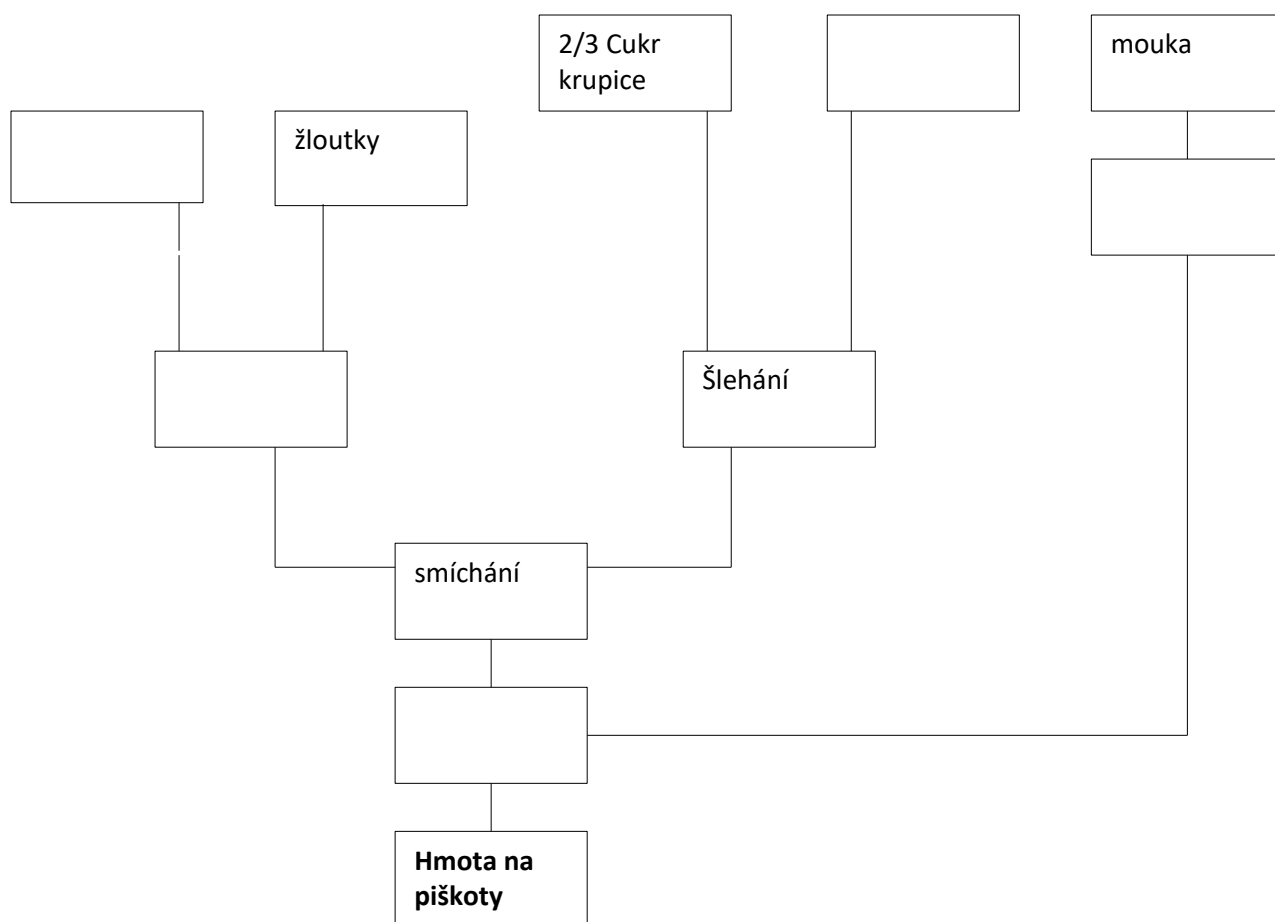 2/3 Cukr
krupice
mouka
žloutky
Šlehání
smíchání
Hmota na
piškoty